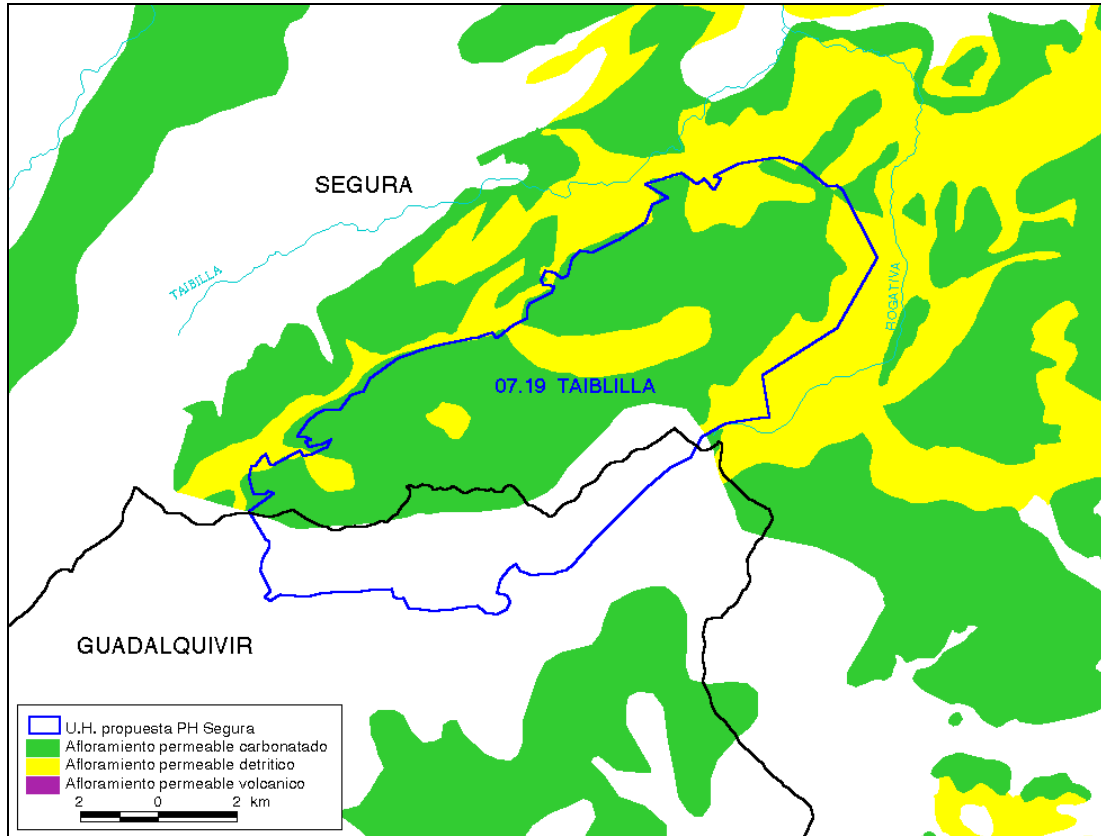 SEGURA
TAIBILLA
ROGATIVA
07.19 TAIBLILLA
GUADALQUIVIR
U.H. propuesta PH Segura
Afloramiento permeable carbonatado
Afloramiento permeable detritico
Afloramiento permeable volcanico
2 0 2 km